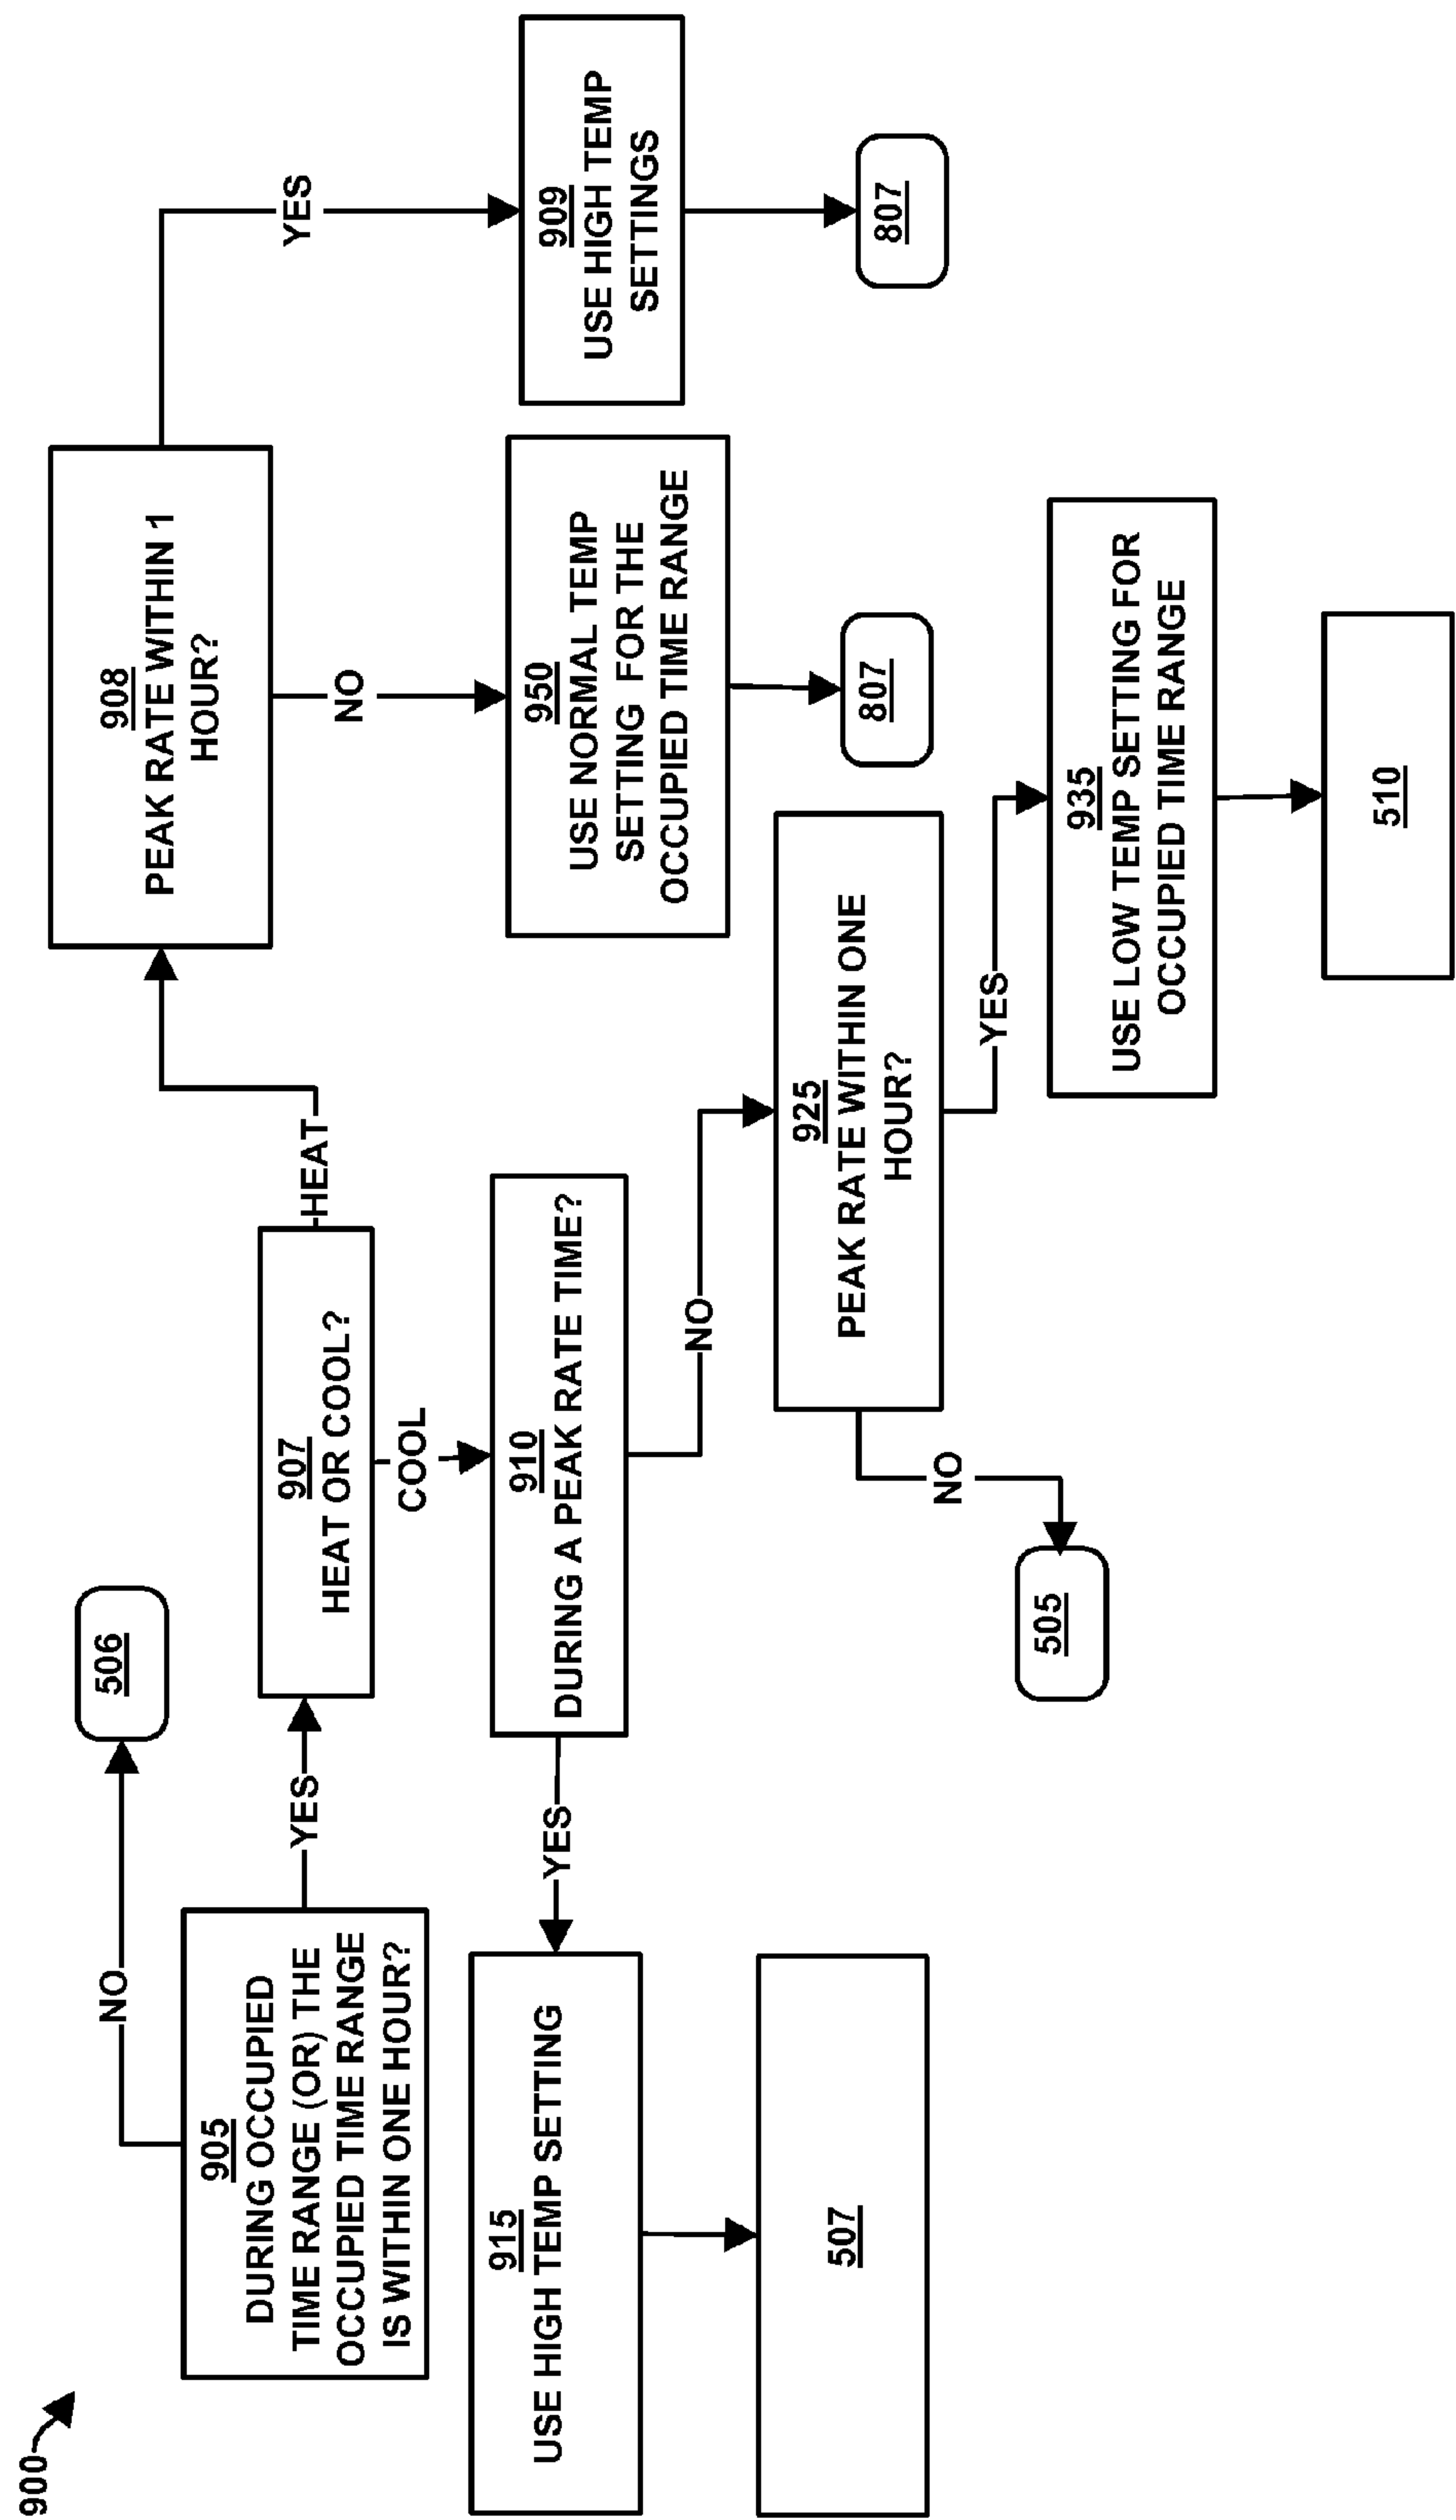 900
905
DURING OCCUPIED
TIME RANGE (OR) THE
OCCUPIED TIME RANGE
IS WITHIN ONE HOUR?
NO
506
YES
907
HEAT OR COOL?
HEAT
COOL
908
PEAK RATE WITHIN 1
HOUR?
YES
909
USE HIGH TEMP
SETTINGS
807
NO
950
USE NORMAL TEMP
SETTING FOR THE
OCCUPIED TIME RANGE
807
910
DURING A PEAK RATE TIME?
YES
915
USE HIGH TEMP SETTING
507
NO
925
PEAK RATE WITHIN ONE
HOUR?
NO
505
YES
935
USE LOW TEMP SETTING FOR
OCCUPIED TIME RANGE
510